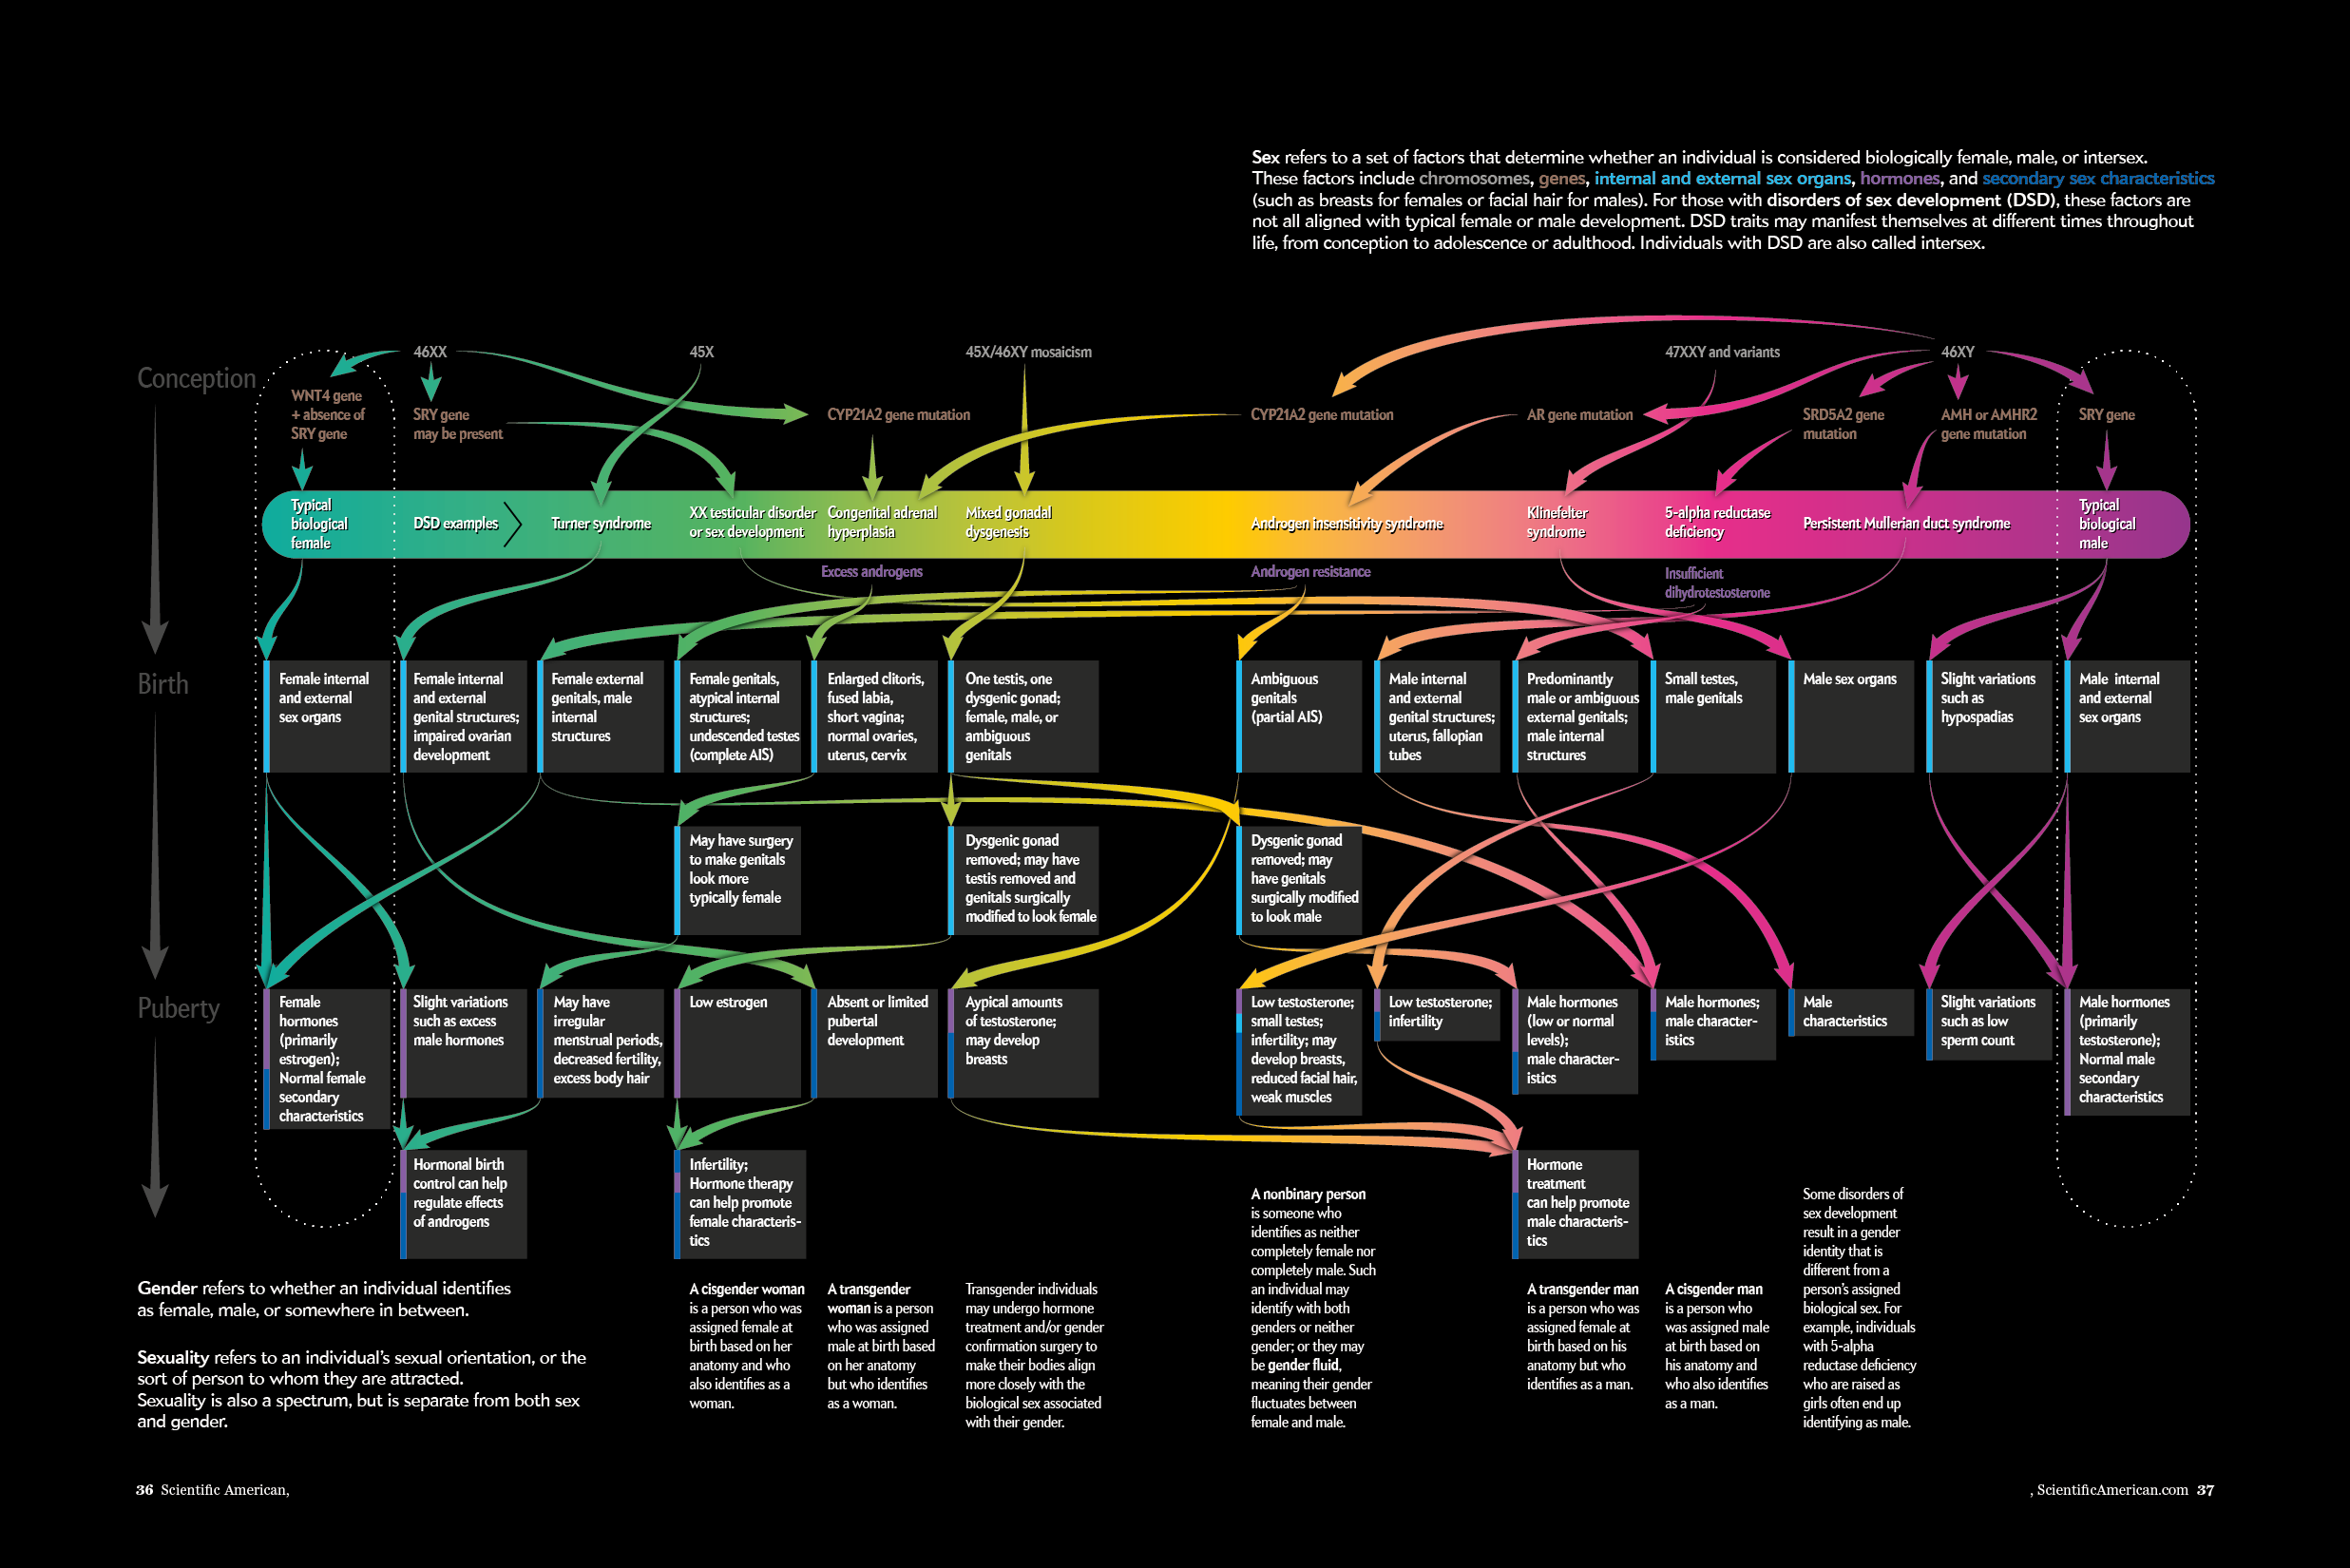 Sex refers to a set of factors that determine whether an individual is considered biologically female, male, or intersex.
These factors include chromosomes, genes, internal and external sex organs, hormones, and secondary sex characteristics
(such as breasts for females or facial hair for males). For those with disorders of sex development (DSD), these factors are
not all aligned with typical female or male development. DSD traits may manifest themselves at different times throughout
life, from conception to adolescence or adulthood. Individuals with DSD are also called intersex.
Conception
46XX
45X
45X/46XY mosaicism
47XXY and variants
46XY
WNT4 gene
+ absence of
SRY gene
SRY gene
may be present
CYP21A2 gene mutation
CYP21A2 gene mutation
AR gene mutation
SRD5A2 gene
mutation
AMH or AMHR2
gene mutation
SRY gene
Typical
biological
female
DSD examples
Turner syndrome
XX testicular disorder
or sex development
Congenital adrenal
hyperplasia
Mixed gonadal
dysgenesis
Androgen insensitivity syndrome
Klinefelter
syndrome
5-alpha reductase
deficiency
Persistent Mullerian duct syndrome
Typical
biological
male
Excess androgens
Androgen resistance
Insufficient
dihydrotestosterone
Birth
Female internal
and external
sex organs
Female internal
and external
genital structures;
impaired ovarian
development
Female external
genitals, male
internal
structures
Female genitals,
atypical internal
structures;
undescended testes
(complete AIS)
Enlarged clitoris,
fused labia,
short vagina;
normal ovaries,
uterus, cervix
One testis, one
dysgenic gonad;
female, male, or
ambiguous
genitals
Ambiguous
genitals
(partial AIS)
Male internal
and external
genital structures;
uterus, fallopian
tubes
Predominantly
male or ambiguous
external genitals;
male internal
structures
Small testes,
male genitals
Male sex organs
Slight variations
such as
hypospadias
Male internal
and external
sex organs
May have surgery
to make genitals
look more
typically female
Dysgenic gonad
removed; may have
testis removed and
genitals surgically
modified to look female
Dysgenic gonad
removed; may
have genitals
surgically modified
to look male
Puberty
Female
hormones
(primarily
estrogen);
Normal female
secondary
characteristics
Slight variations
such as excess
male hormones
May have
irregular
menstrual periods,
decreased fertility,
excess body hair
Low estrogen
Absent or limited
pubertal
development
Aypical amounts
of testosterone;
may develop
breasts
Low testosterone;
small testes;
infertility; may
develop breasts,
reduced facial hair,
weak muscles
Low testosterone;
infertility
Male hormones
(low or normal
levels);
male character-
istics
Male hormones;
male character-
istics
Male
characteristics
Slight variations
such as low
sperm count
Male hormones
(primarily
testosterone);
Normal male
secondary
characteristics
Hormonal birth
control can help
regulate effects
of androgens
Infertility;
Hormone therapy
can help promote
female characteris-
tics
Hormone
treatment
can help promote
male characteris-
tics
Gender refers to whether an individual identifies
as female, male, or somewhere in between.
Sexuality refers to an individual's sexual orientation, or the
sort of person to whom they are attracted.
Sexuality is also a spectrum, but is separate from both sex
and gender.
A cisgender woman
is a person who was
assigned female at
birth based on her
anatomy and who
also identifies as a
woman.
A transgender
woman is a person
who was assigned
male at birth based
on her anatomy
but who identifies
as a woman.
Transgender individuals
may undergo hormone
treatment and/or gender
confirmation surgery to
make their bodies align
more closely with the
biological sex associated
with their gender.
A nonbinary person
is someone who
identifies as neither
completely female nor
completely male. Such
an individual may
identify with both
genders or neither
gender; or they may
be gender fluid,
meaning their gender
fluctuates between
female and male.
A transgender man
is a person who was
assigned female at
birth based on his
anatomy but who
identifies as a man.
A cisgender man
is a person who
was assigned male
at birth based on
his anatomy and
who also identifies
as a man.
Some disorders of
sex development
result in a gender
identity that is
different from a
person's assigned
biological sex. For
example, individuals
with 5-alpha
reductase deficiency
who are raised as
girls often end up
identifying as male.
36 Scientific American,
, ScientificAmerican.com 37